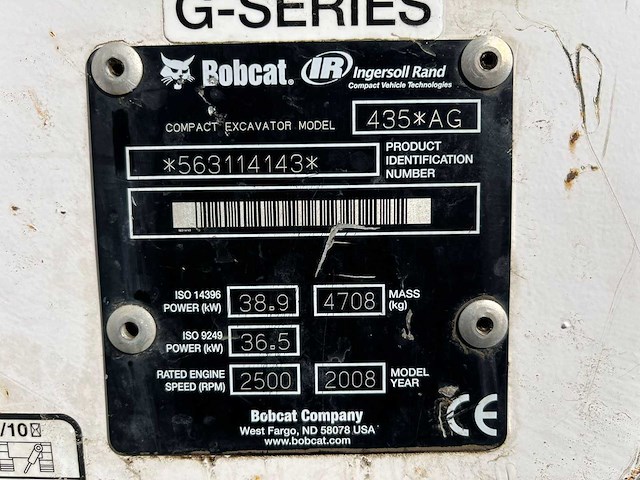 G-SERIES
Bobcat. IR Ingersoll Rand
Compact Vehicle Technologies
COMPACT EXCAVATOR MODEL 435*AG
*563114143* PRODUCT IDENTIFICATION NUMBER
ISO 14396 POWER (kW) 38.9 4708 MASS (kg)
ISO 9249 POWER (kW) 36.5
RATED ENGINE SPEED (RPM) 2500 2008 MODEL YEAR
Bobcat Company
West Fargo, ND 58078 USA
www.bobcat.com
CE
/10